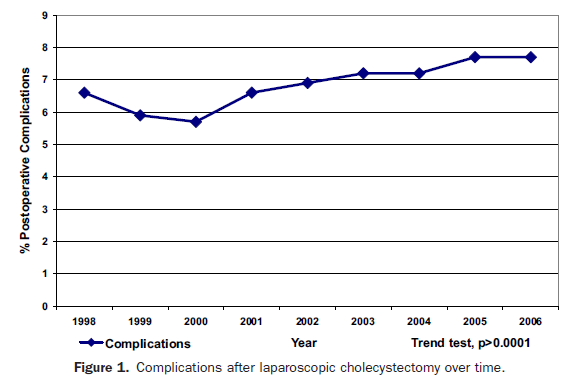 9
8
7
6
5
4
3
2
1
0
% Postoperative Complications
1998 1999 2000 2001 2002 2003 2004 2005 2006
Complications Year Trend test, p>0.0001
Figure 1. Complications after laparoscopic cholecystectomy over time.